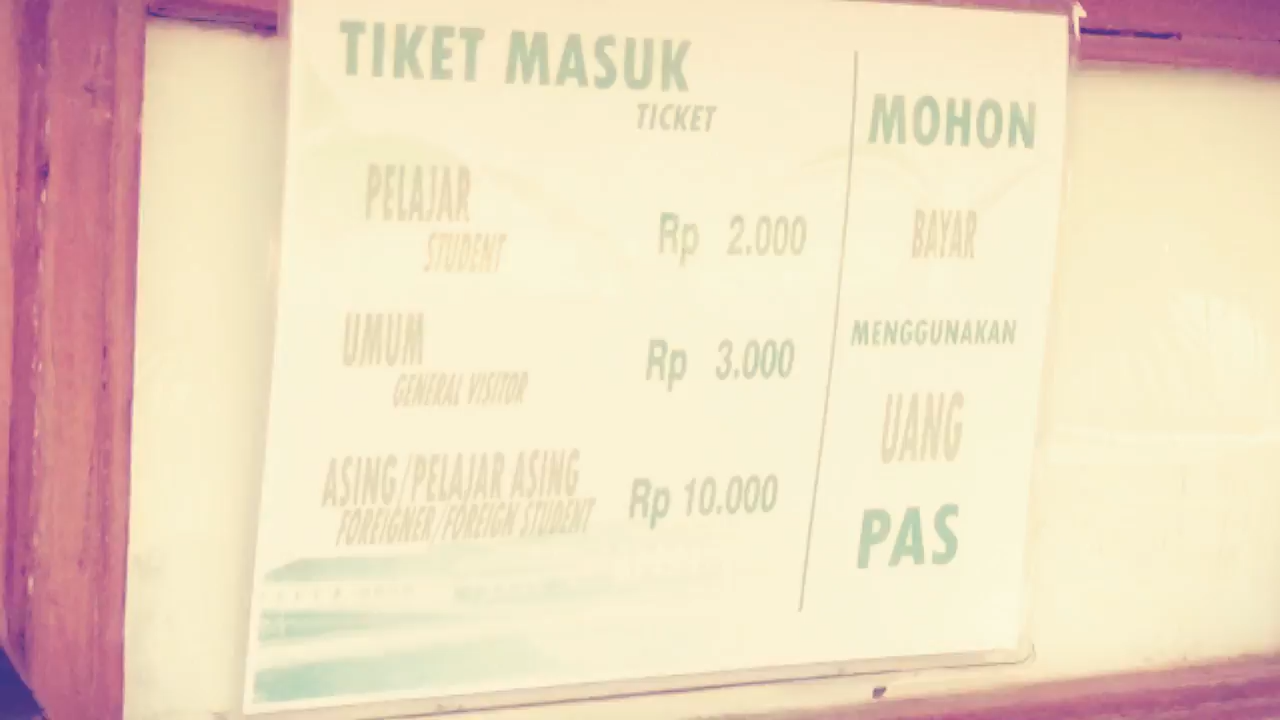 TIKET MASUK
TICKET
PELAJAR
STUDENT
Rp 2.000
UMUM
GENERAL VISITOR
Rp 3.000
ASING/PELAJAR ASING
FOREIGNER/FOREIGN STUDENT
Rp 10.000
MOHON
BAYAR
MENGGUNAKAN
UANG
PAS